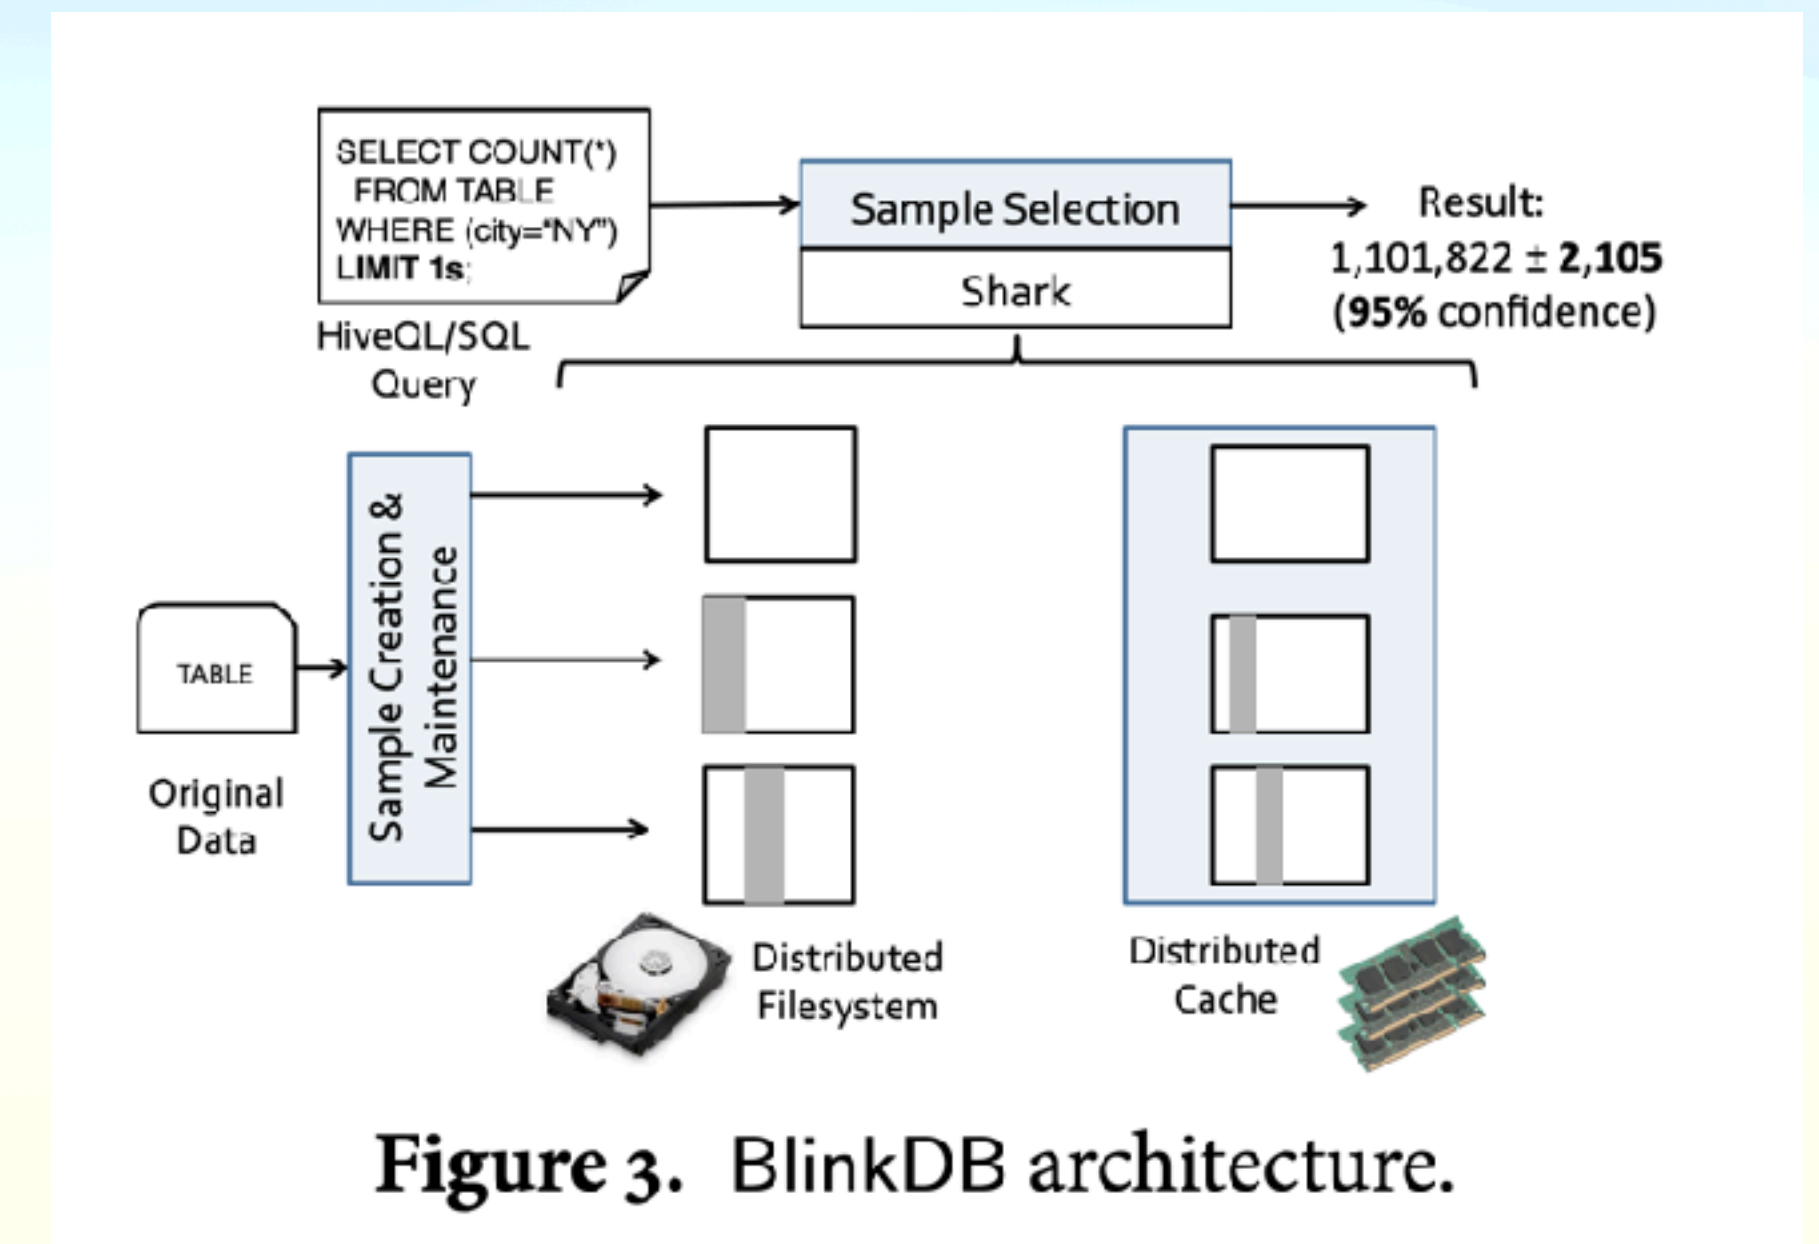 SELECT COUNT(*)
FROM TABLE
WHERE (city="NY")
LIMIT 1s;
HiveQL/SQL
Query
Sample Selection
Shark
Result:
1,101,822 ± 2,105
(95% confidence)
TABLE
Original
Data
Sample Creation &
Maintenance
Distributed
Filesystem
Distributed
Cache
Figure 3. BlinkDB architecture.